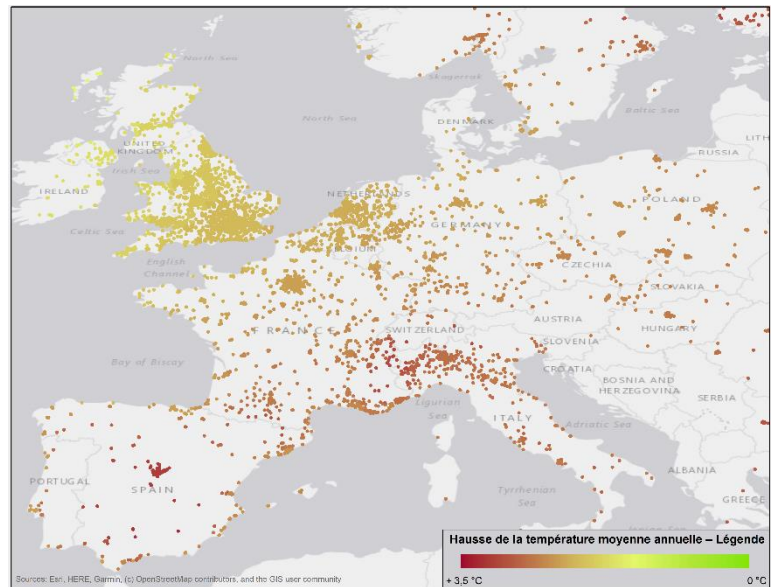 North Sea
Skagerrak
North Sea
Baltic Sea
DENMARK
UNITED
KINGDOM
LITH
RUSSIA
Irish Sea
IRELAND
NETHERLANDS
POLAND
GERMANY
Celtic Sea
BELGIUM
English
Channel
CZECHIA
SLOVAKIA
AUSTRIA
FRANCE
SWITZERLAND
HUNGARY
SLOVENIA
Bay of Biscay
CROATIA
BOSNIA AND
HERZEGOVINA
SERBIA
Ligurian
Sea
ITALY
Adriatic Sea
PORTUGAL
SPAIN
ALBANIA
Tyrrhenian
Sea
GREECE
Hausse de la température moyenne annuelle – Légende
+ 3,5 °C
0 °C
Sources: Esri, HERE, Garmin, (c) OpenStreetMap contributors, and the GIS user community